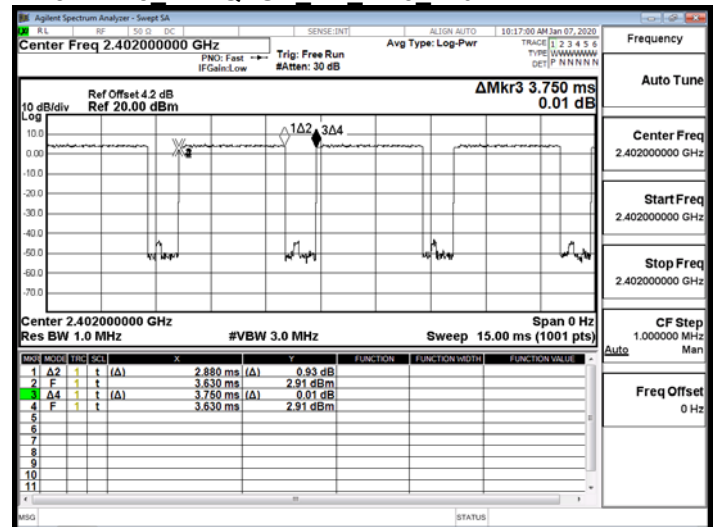 Agilent Spectrum Analyzer - Swept SA
RL RF 50 Ω DC SENSE:INT ALIGN AUTO 10:17:00 AM Jan 07, 2020
Center Freq 2.402000000 GHz Avg Type: Log-Pwr TRACE 1 2 3 4 5 6
PNO: Fast Trig: Free Run TYPE WWWWWW
IFGain:Low #Atten: 30 dB DET P N N N N N
Frequency
Auto Tune
ΔMkr3 3.750 ms
0.01 dB
Ref Offset 4.2 dB
10 dB/div Ref 20.00 dBm
Log
10.0
0.00
-10.0
-20.0
-30.0
-40.0
-50.0
-60.0
-70.0
1Δ2 3Δ4
Center Freq
2.402000000 GHz
Start Freq
2.402000000 GHz
Stop Freq
2.402000000 GHz
Center 2.402000000 GHz Span 0 Hz
Res BW 1.0 MHz #VBW 3.0 MHz Sweep 15.00 ms (1001 pts)
CF Step
1.000000 MHz
Auto Man
Freq Offset
0 Hz
MKR MODE TRC SCL X Y FUNCTION FUNCTION WIDTH FUNCTION VALUE
1 Δ2 1 t (Δ) 2.880 ms (Δ) 0.93 dB
2 F 1 t 3.630 ms 2.91 dBm
3 Δ4 1 t (Δ) 3.750 ms (Δ) 0.01 dB
4 F 1 t 3.630 ms 2.91 dBm
5
6
7
8
9
10
11
MSG STATUS